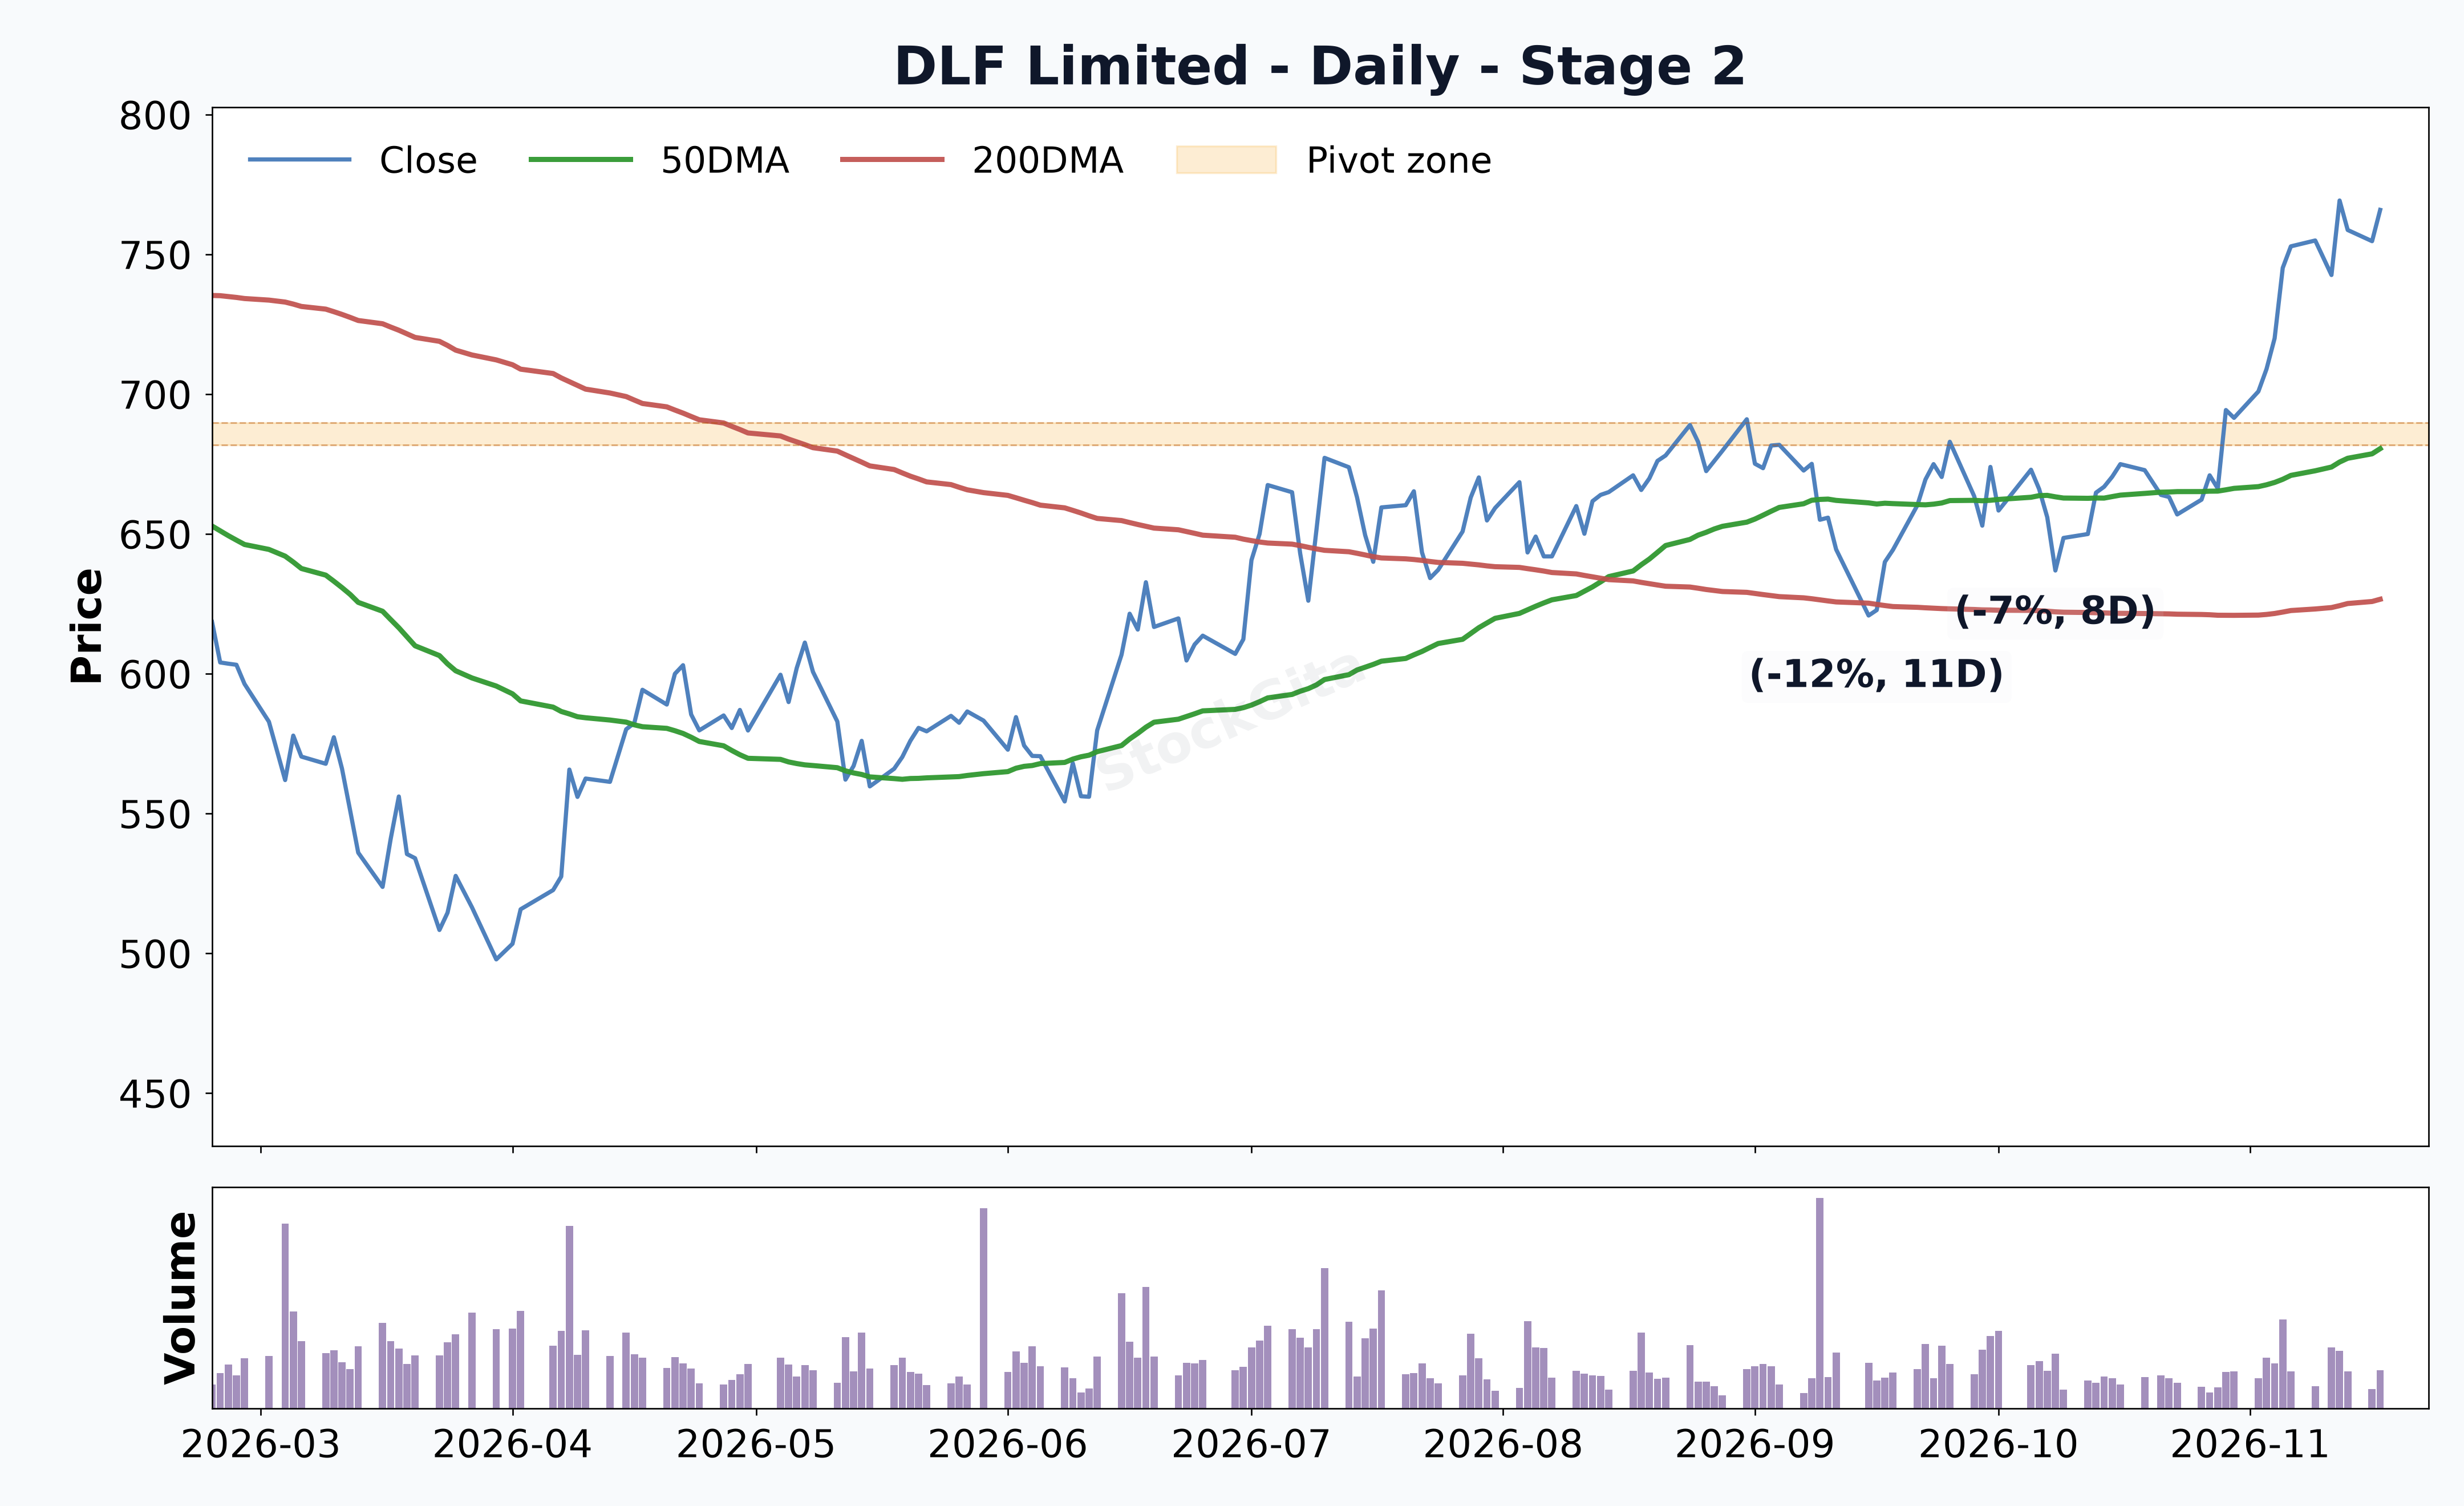 DLF Limited - Daily - Stage 2
Close 50DMA 200DMA Pivot zone
Price
800
750
700
650
600
550
500
450
(-7%, 8D)
(-12%, 11D)
StockGita
Volume
2026-03 2026-04 2026-05 2026-06 2026-07 2026-08 2026-09 2026-10 2026-11